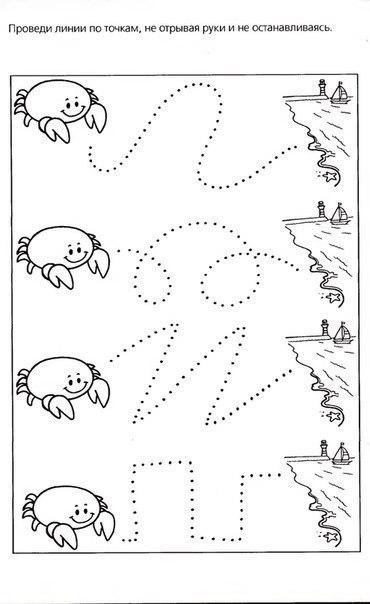 Проведи линии по точкам, не отрывая руки и не останавливаясь.